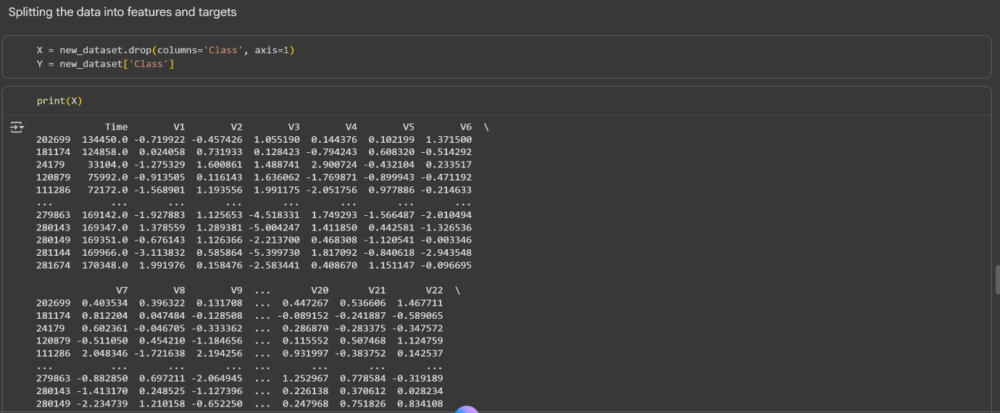 Splitting the data into features and targets
X = new_dataset.drop(columns='Class', axis=1)
Y = new_dataset['Class']
print(X)
Time V1 V2 V3 V4 V5 V6 \
202699 134450.0 -0.719922 -0.457426 1.055190 0.144376 0.102199 1.371500
181174 124858.0 0.024058 0.731933 0.128423 -0.794243 0.608320 -0.514292
24179 33104.0 -1.275329 1.600861 1.488741 2.900724 -0.432104 0.233517
120879 75992.0 -0.913505 0.116143 1.636062 -1.769871 -0.899943 -0.471192
111286 72172.0 -1.568901 1.193556 1.991175 -2.051756 0.977886 -0.214633
... ... ... ... ... ... ... ...
279863 169142.0 -1.927883 1.125653 -4.518331 1.749293 -1.566487 -2.010494
280143 169347.0 1.378559 1.289381 -5.004247 1.411850 0.442581 -1.326536
280149 169351.0 -0.676143 1.126366 -2.213700 0.468308 -1.120541 -0.003346
281144 169966.0 -3.113832 0.585864 -5.399730 1.817092 -0.840618 -2.943548
281674 170348.0 1.991976 0.158476 -2.583441 0.408670 1.151147 -0.096695
V7 V8 V9 ... V20 V21 V22 \
202699 0.403534 0.396322 0.131708 ... 0.447267 0.536606 1.467711
181174 0.812204 0.047484 -0.128508 ... -0.089152 -0.241887 -0.589065
24179 0.602361 -0.046705 -0.333362 ... 0.286870 -0.283375 -0.347572
120879 -0.511050 0.454210 -1.184656 ... 0.115552 0.507468 1.124759
111286 2.048346 -1.721638 2.194256 ... 0.931997 -0.383752 0.142537
... ... ... ... ... ... ... ...
279863 -0.882850 0.697211 -2.064945 ... 1.252967 0.778584 -0.319189
280143 -1.413170 0.248525 -1.127396 ... 0.226138 0.370612 0.028234
280149 -2.234739 1.210158 -0.652250 ... 0.247968 0.751826 0.834108